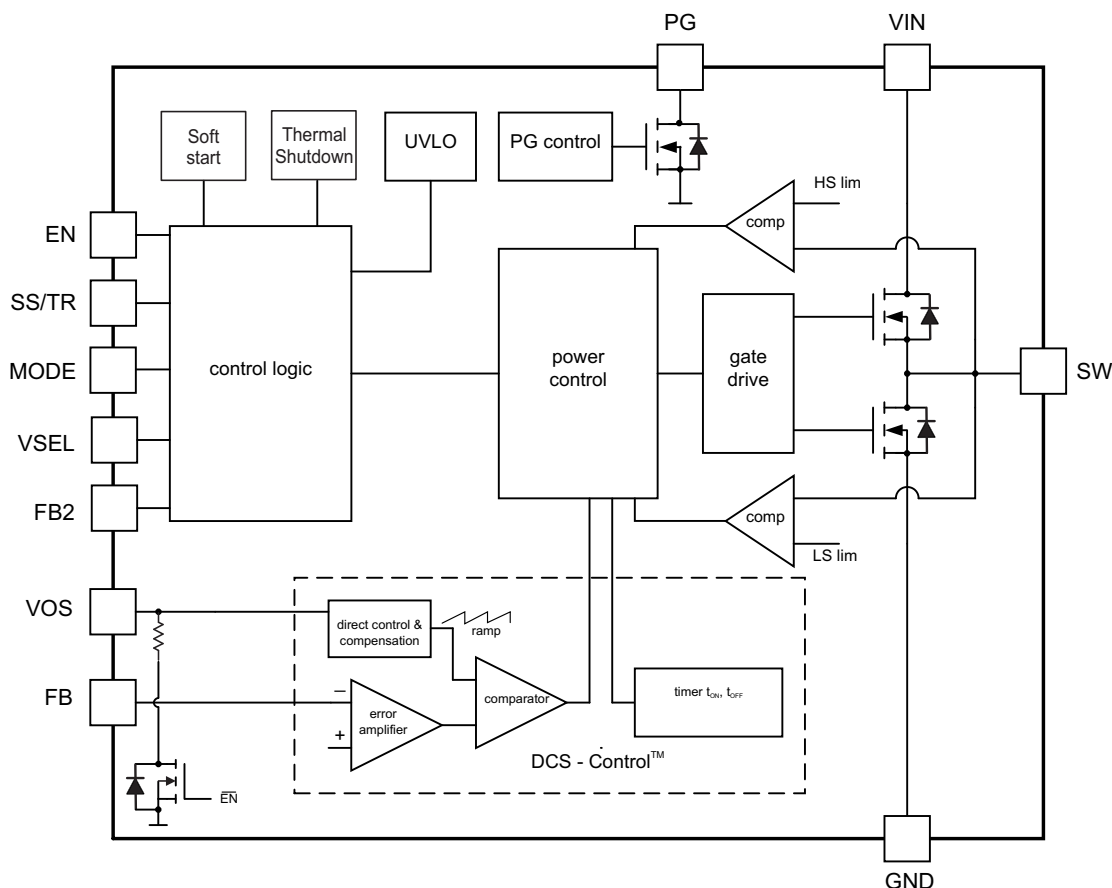 PG
VIN
Soft
start
Thermal
Shutdown
UVLO
PG control
HS lim
comp
EN
SS/TR
MODE
VSEL
FB2
control logic
power
control
gate
drive
SW
comp
LS lim
VOS
direct control &
compensation
ramp
FB
–
+
error
amplifier
comparator
timer tON, tOFF
DCS - Control™
EN
GND